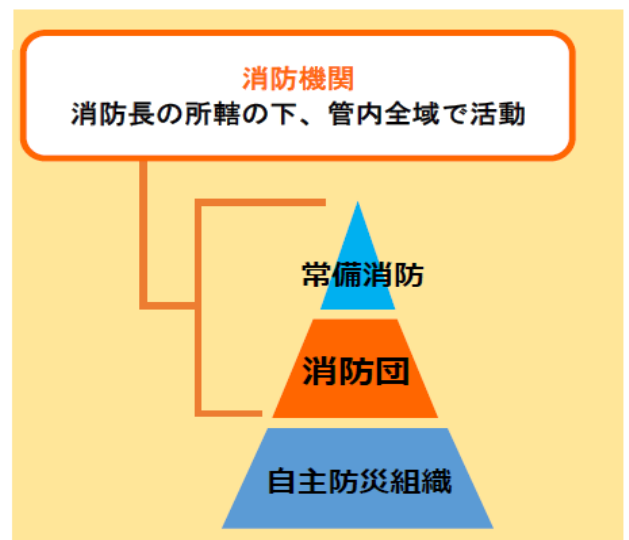 消防機関
消防長の所轄の下、管内全域で活動
常備消防
消防団
自主防災組織